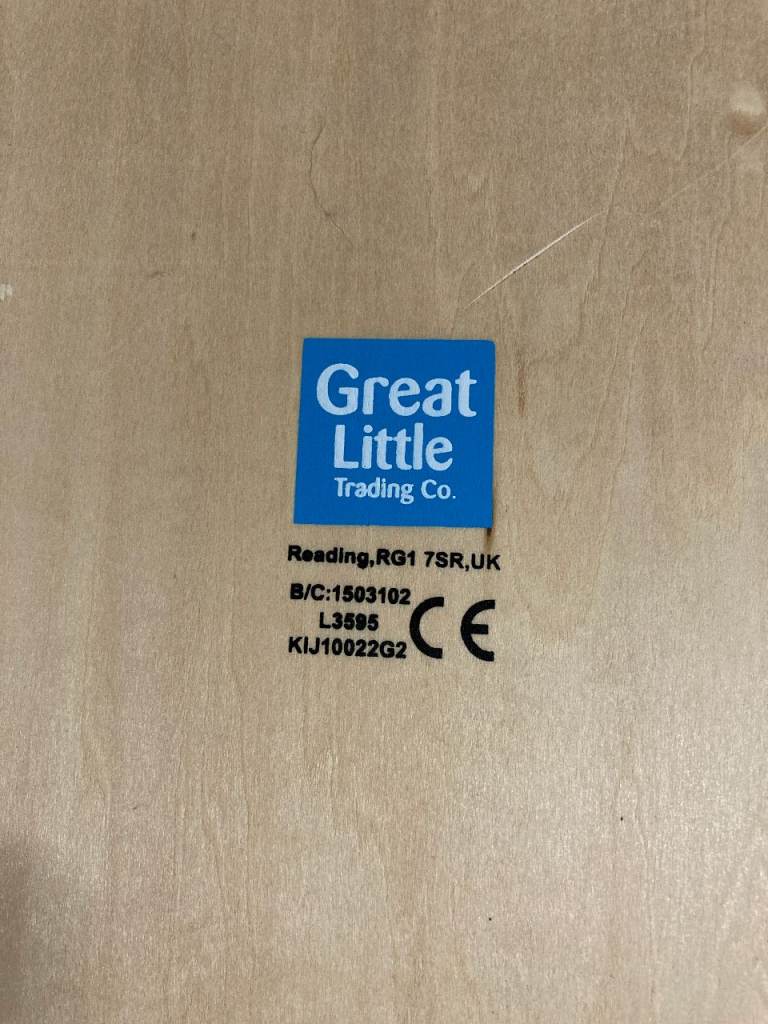 Great
Little
Trading Co.
Reading,RG1 7SR,UK
B/C:1503102
L3595
KIJ10022G2
CE